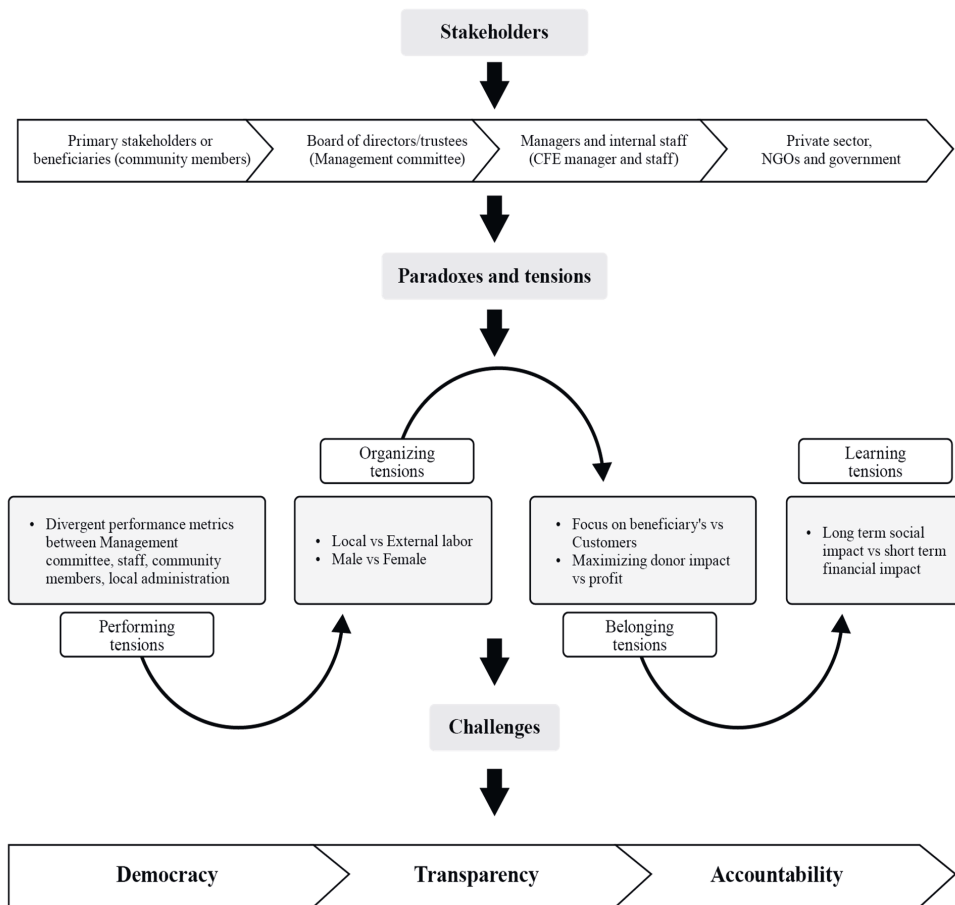 Stakeholders
Primary stakeholders or
beneficiaries (community members)
Board of directors/trustees
(Management committee)
Managers and internal staff
(CFE manager and staff)
Private sector,
NGOs and government
Paradoxes and tensions
Performing
tensions
• Divergent performance metrics
between Management
committee, staff, community
members, local administration
Organizing
tensions
• Local vs External labor
• Male vs Female
Belonging
tensions
• Focus on beneficiary's vs
Customers
• Maximizing donor impact
vs profit
Learning
tensions
• Long term social
impact vs short term
financial impact
Challenges
Democracy
Transparency
Accountability